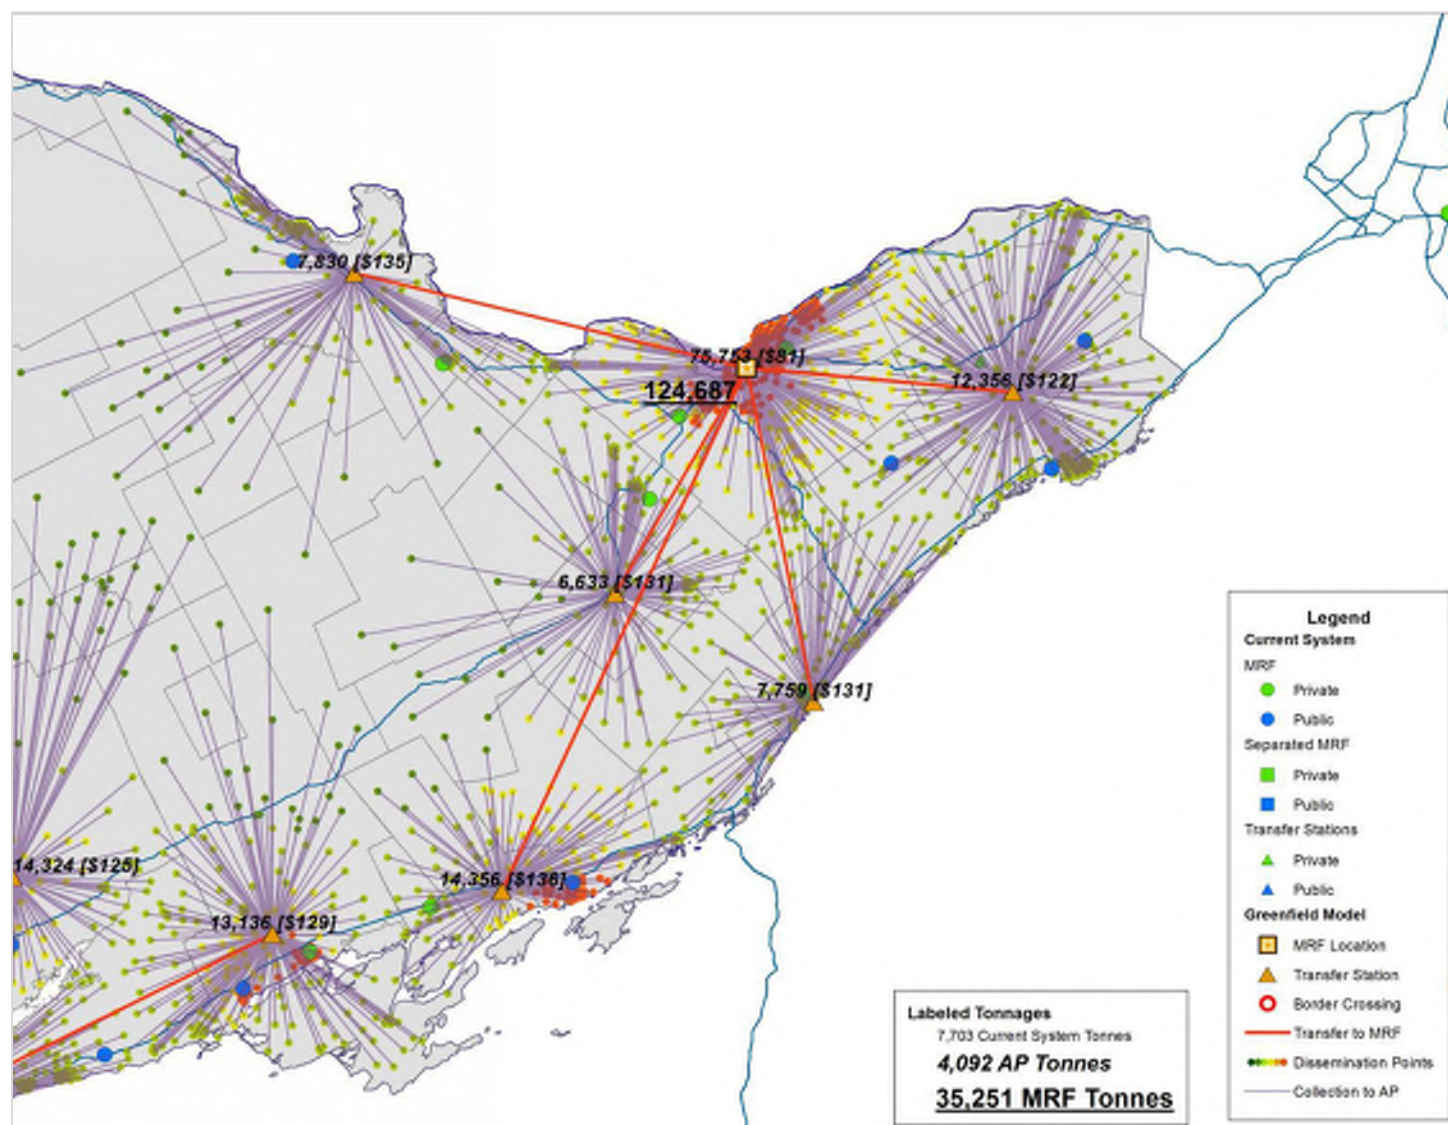 7,830 [$135]
75,753 [$81]
124,687
12,356 [$122]
6,633 [$131]
7,759 [$131]
14,324 [$125]
14,356 [$136]
13,136 [$129]
Legend
Current System
MRF
Private
Public
Separated MRF
Private
Public
Transfer Stations
Private
Public
Greenfield Model
MRF Location
Transfer Station
Border Crossing
Transfer to MRF
Dissemination Points
Collection to AP
Labeled Tonnages
7,703 Current System Tonnes
4,092 AP Tonnes
35,251 MRF Tonnes